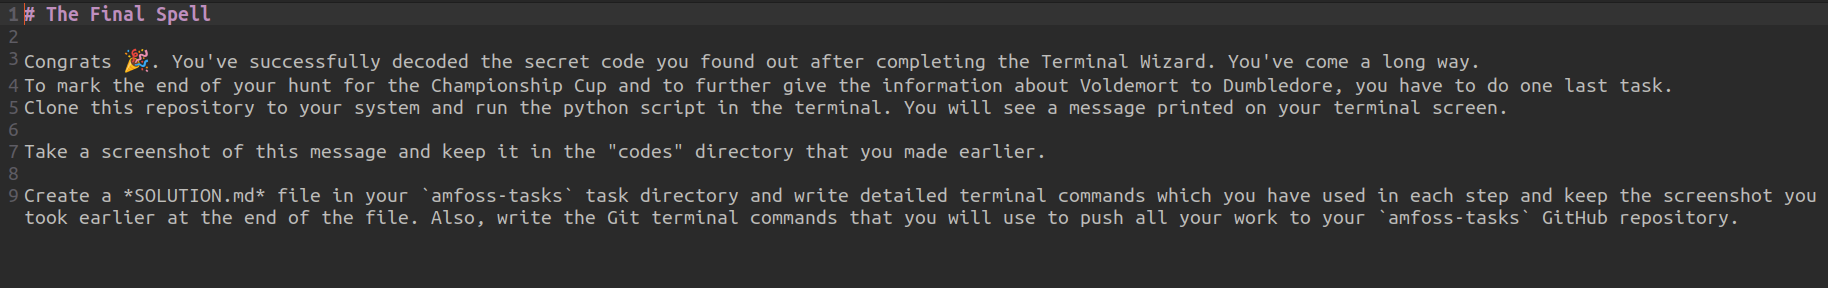 1 # The Final Spell
2
3 Congrats 🎉. You've successfully decoded the secret code you found out after completing the Terminal Wizard. You've come a long way.
4 To mark the end of your hunt for the Championship Cup and to further give the information about Voldemort to Dumbledore, you have to do one last task.
5 Clone this repository to your system and run the python script in the terminal. You will see a message printed on your terminal screen.
6
7 Take a screenshot of this message and keep it in the "codes" directory that you made earlier.
8
9 Create a *SOLUTION.md* file in your `amfoss-tasks` task directory and write detailed terminal commands which you have used in each step and keep the screenshot you
took earlier at the end of the file. Also, write the Git terminal commands that you will use to push all your work to your `amfoss-tasks` GitHub repository.